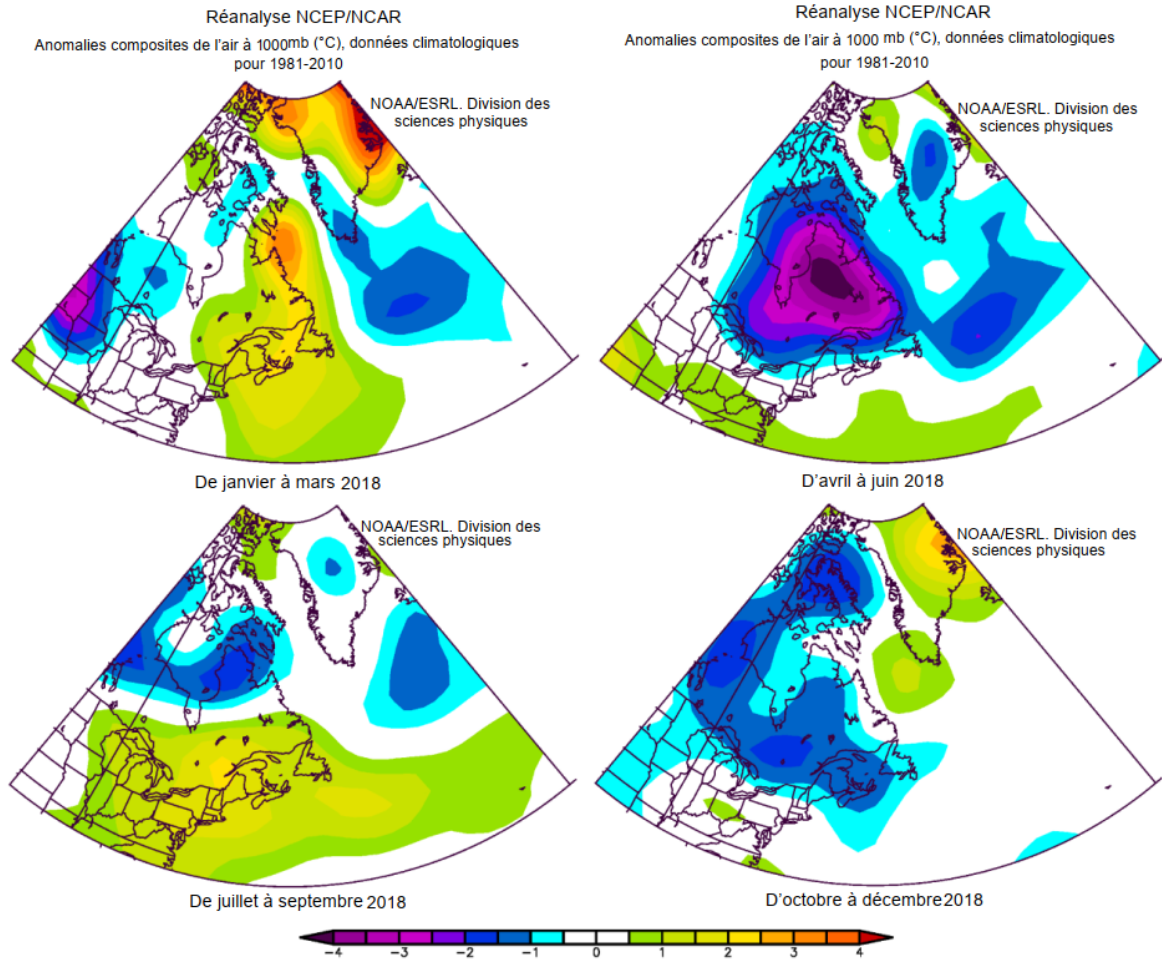 Réanalyse NCEP/NCAR
Anomalies composites de l'air à 1000mb (°C), données climatologiques
pour 1981-2010
NOAA/ESRL. Division des
sciences physiques
De janvier à mars 2018
Réanalyse NCEP/NCAR
Anomalies composites de l'air à 1000 mb (°C), données climatologiques
pour 1981-2010
NOAA/ESRL. Division des
sciences physiques
D'avril à juin 2018
NOAA/ESRL. Division des
sciences physiques
De juillet à septembre 2018
NOAA/ESRL. Division des
sciences physiques
D'octobre à décembre 2018
−4 −3 −2 −1 0 1 2 3 4